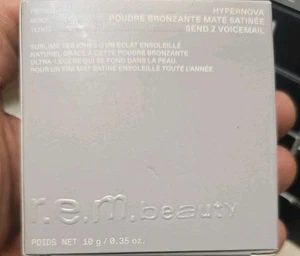 HYPERNOVA
POUDRE BRONZANTE MATE SATINÉE
SEND 2 VOICEMAIL
SUBLIME D'UN ÉCLAT ENSOLEILLÉ
NATUREL GRÂCE À CETTE POUDRE BRONZANTE
ULTRA-LÉGÈRE QUI SE FOND DANS LA PEAU.
POUR UN FINI MAT SATINÉ ENSOLEILLÉ TOUTE L'ANNÉE.
r.e.m.beauty
POIDS NET 10 g / 0.35 oz.